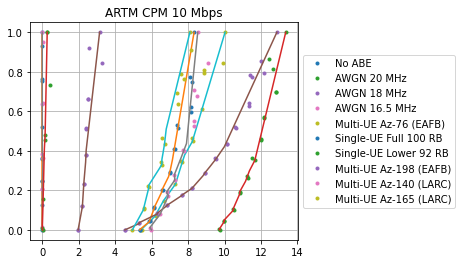 ARTM CPM 10 Mbps
1.0
0.8
0.6
0.4
0.2
0.0
0 2 4 6 8 10 12 14
No ABE
AWGN 20 MHz
AWGN 18 MHz
AWGN 16.5 MHz
Multi-UE Az-76 (EAFB)
Single-UE Full 100 RB
Single-UE Lower 92 RB
Multi-UE Az-198 (EAFB)
Multi-UE Az-140 (LARC)
Multi-UE Az-165 (LARC)